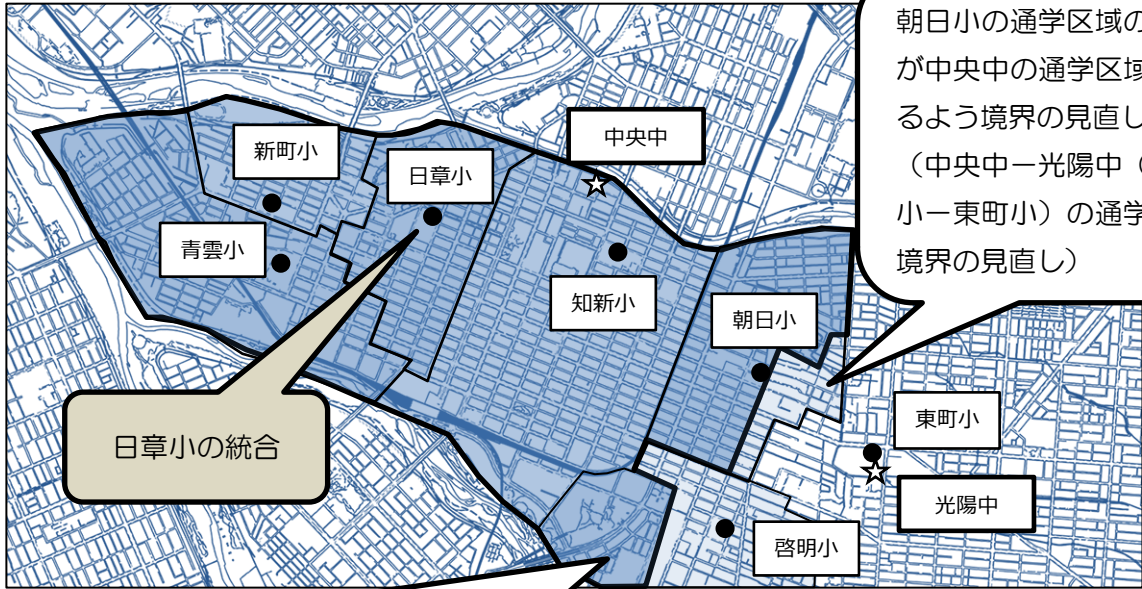 朝日小の通学区域の
が中央中の通学区域
るよう境界の見直し
（中央中ー光陽中（
小ー東町小）の通学
境界の見直し）
中央中
新町小
日章小
青雲小
知新小
朝日小
東町小
日章小の統合
光陽中
啓明小